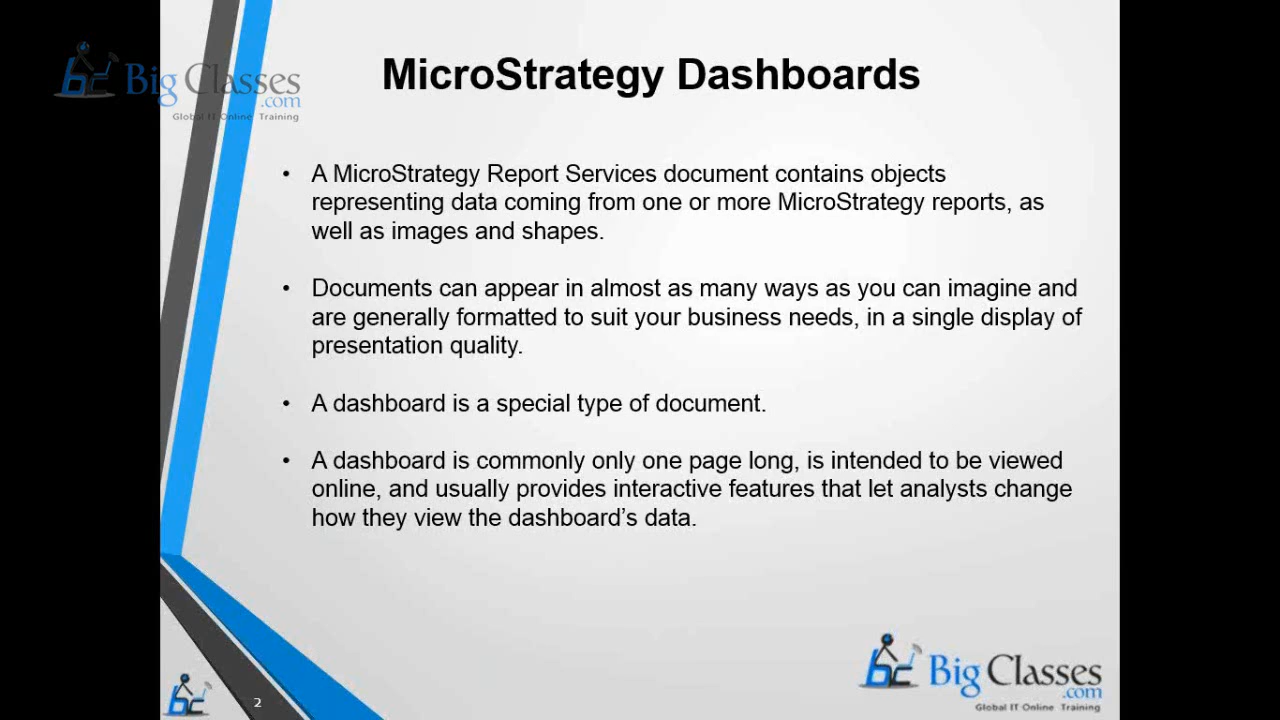 Big Classes
.com
Global IT Online Training
MicroStrategy Dashboards
• A MicroStrategy Report Services document contains objects
representing data coming from one or more MicroStrategy reports, as
well as images and shapes.
• Documents can appear in almost as many ways as you can imagine and
are generally formatted to suit your business needs, in a single display of
presentation quality.
• A dashboard is a special type of document.
• A dashboard is commonly only one page long, is intended to be viewed
online, and usually provides interactive features that let analysts change
how they view the dashboard’s data.
Big Classes
.com
Global IT Online Training
2